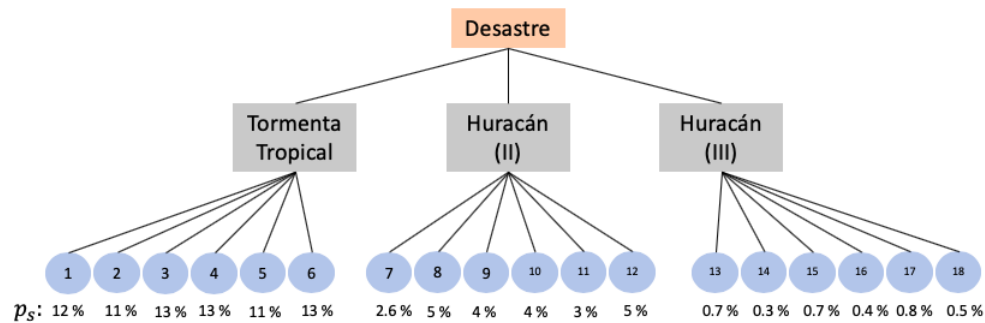 Desastre
Tormenta
Tropical
Huracán
(II)
Huracán
(III)
1 2 3 4 5 6 7 8 9 10 11 12 13 14 15 16 17 18
pₛ: 12 % 11 % 13 % 13 % 11 % 13 % 2.6 % 5 % 4 % 4 % 3 % 5 % 0.7 % 0.3 % 0.7 % 0.4 % 0.8 % 0.5 %